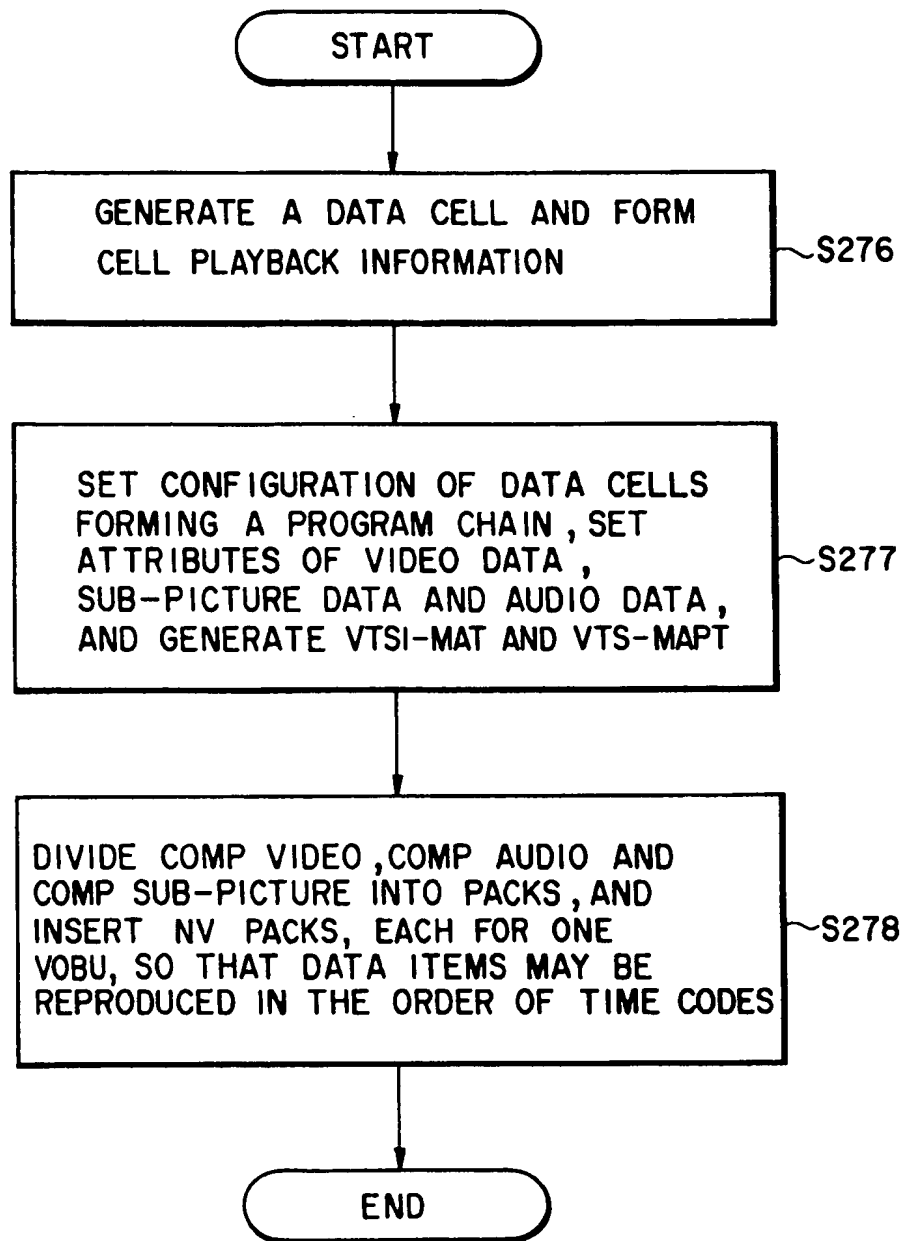 START
GENERATE A DATA CELL AND FORM
CELL PLAYBACK INFORMATION
S276
SET CONFIGURATION OF DATA CELLS
FORMING A PROGRAM CHAIN, SET
ATTRIBUTES OF VIDEO DATA,
SUB-PICTURE DATA AND AUDIO DATA,
AND GENERATE VTSI-MAT AND VTS-MAPT
S277
DIVIDE COMP VIDEO, COMP AUDIO AND
COMP SUB-PICTURE INTO PACKS, AND
INSERT NV PACKS, EACH FOR ONE
VOBU, SO THAT DATA ITEMS MAY BE
REPRODUCED IN THE ORDER OF TIME CODES
S278
END